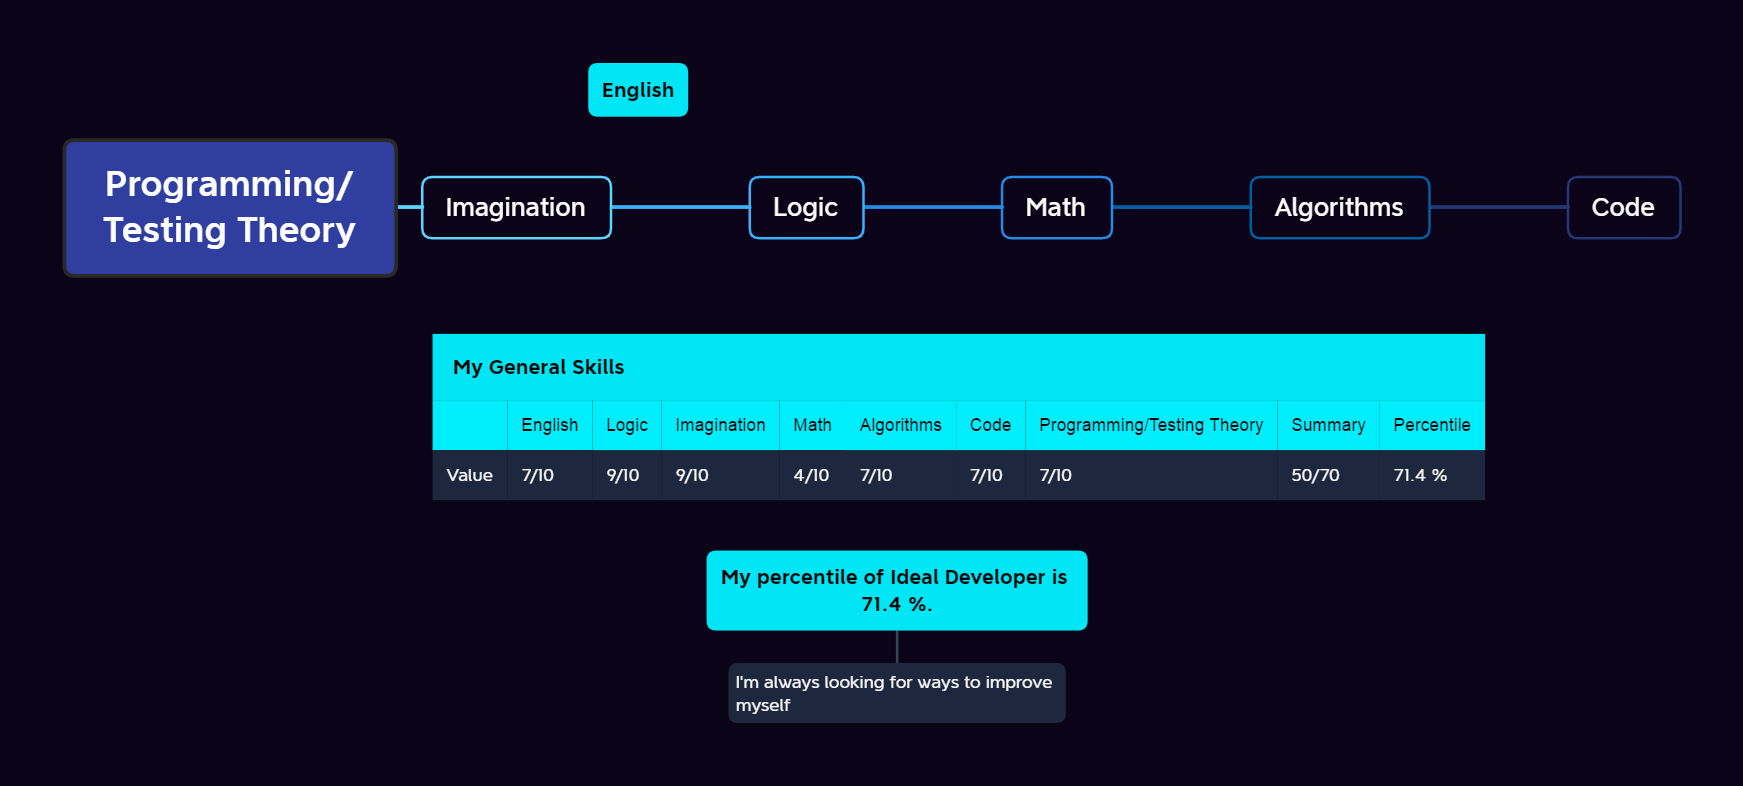 English
Programming/
Testing Theory
Imagination
Logic
Math
Algorithms
Code
My General Skills
English Logic Imagination Math Algorithms Code Programming/Testing Theory Summary Percentile
Value 7/10 9/10 9/10 4/10 7/10 7/10 7/10 50/70 71.4 %
My percentile of Ideal Developer is
71.4 %.
I'm always looking for ways to improve
myself